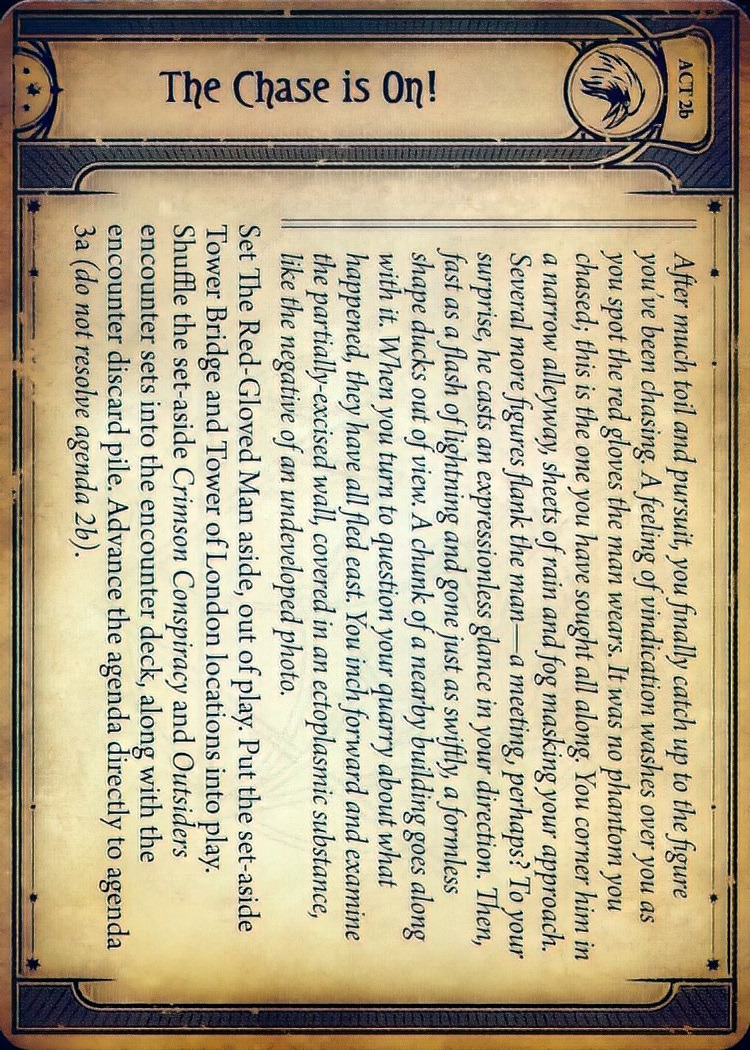 ACT 2b
The Chase is On!
After much toil and pursuit, you finally catch up to the figure
you've been chasing. A feeling of vindication washes over you as
you spot the red gloves the man wears. It was no phantom you
chased; this is the one you have sought all along. You corner him in
a narrow alleyway, sheets of rain and fog masking your approach.
Several more figures flank the man—a meeting, perhaps? To your
surprise, he casts an expressionless glance in your direction. Then,
fast as a flash of lightning and gone just as swiftly, a formless
shape ducks out of view. A chunk of a nearby building goes along
with it. When you turn to question your quarry about what
happened, they have all fled east. You inch forward and examine
the partially-excised wall, covered in an ectoplasmic substance,
like the negative of an undeveloped photo.
Set The Red-Gloved Man aside, out of play. Put the set-aside
Tower Bridge and Tower of London locations into play.
Shuffle the set-aside Crimson Conspiracy and Outsiders
encounter sets into the encounter deck, along with the
encounter discard pile. Advance the agenda directly to agenda
3a (do not resolve agenda 2b).